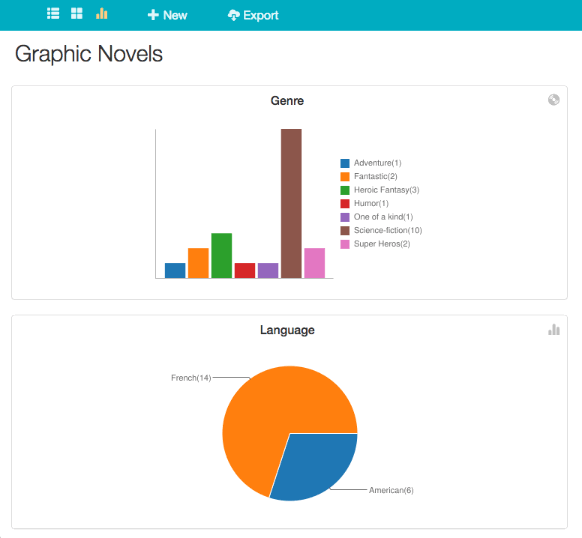 New Export
Graphic Novels
Genre
Adventure(1)
Fantastic(2)
Heroic Fantasy(3)
Humor(1)
One of a kind(1)
Science-fiction(10)
Super Heros(2)
Language
French(14)
American(6)